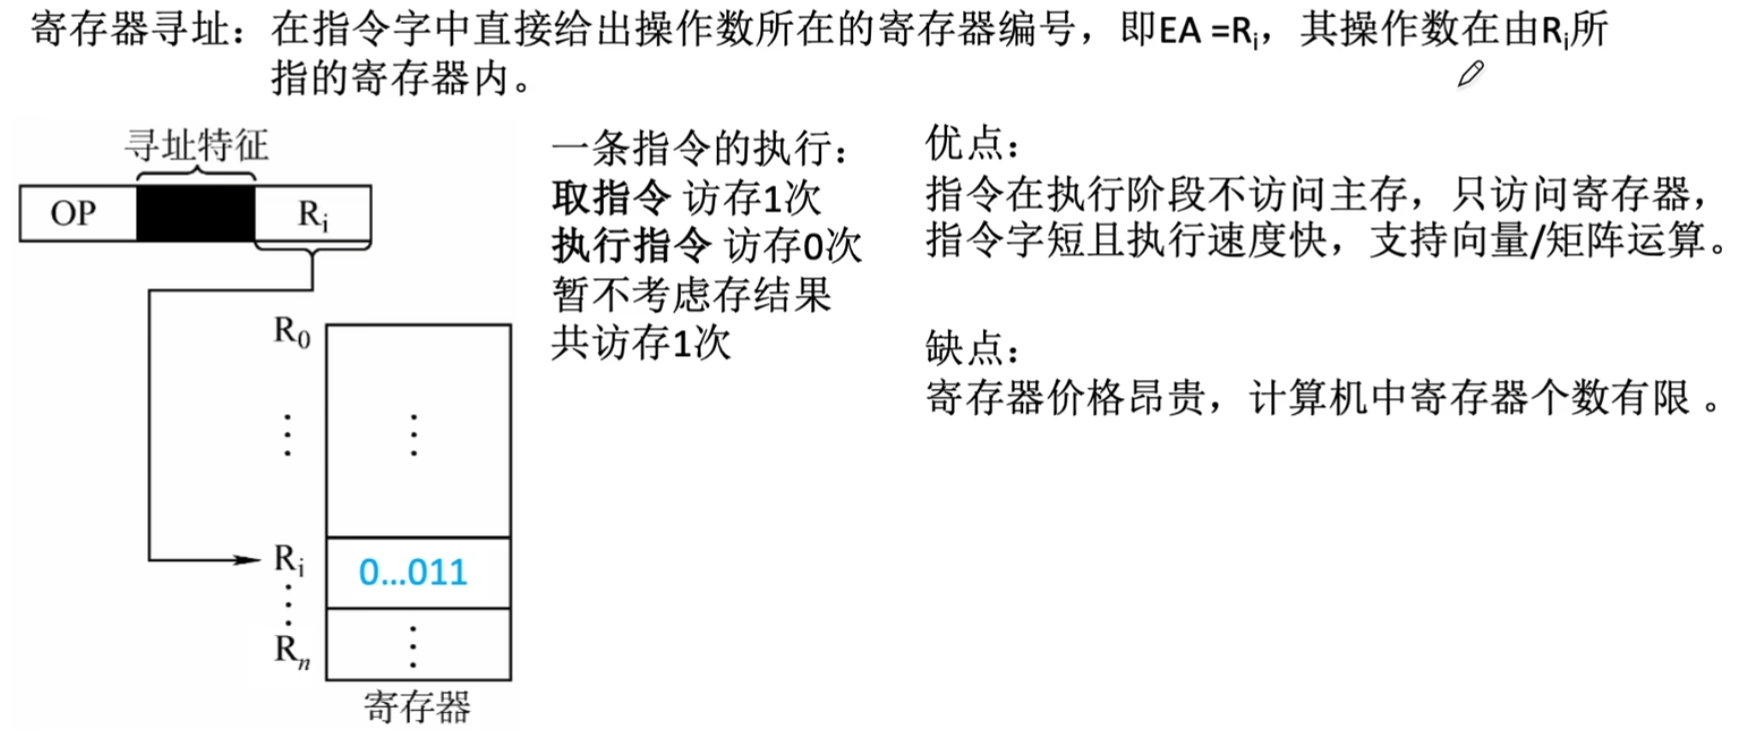 寄存器寻址：在指令字中直接给出操作数所在的寄存器编号，即EA =Rᵢ，其操作数在由Rᵢ所
指的寄存器内。
寻址特征
OP
Rᵢ
R₀
⋮ ⋮
Rᵢ 0...011
⋮
Rₙ ⋮
寄存器
一条指令的执行：
取指令 访存1次
执行指令 访存0次
暂不考虑存结果
共访存1次
优点：
指令在执行阶段不访问主存，只访问寄存器，
指令字短且执行速度快，支持向量/矩阵运算。
缺点：
寄存器价格昂贵，计算机中寄存器个数有限 。